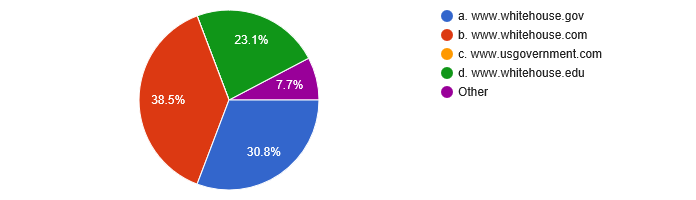 23.1%
38.5%
7.7%
30.8%
a. www.whitehouse.gov
b. www.whitehouse.com
c. www.usgovernment.com
d. www.whitehouse.edu
Other